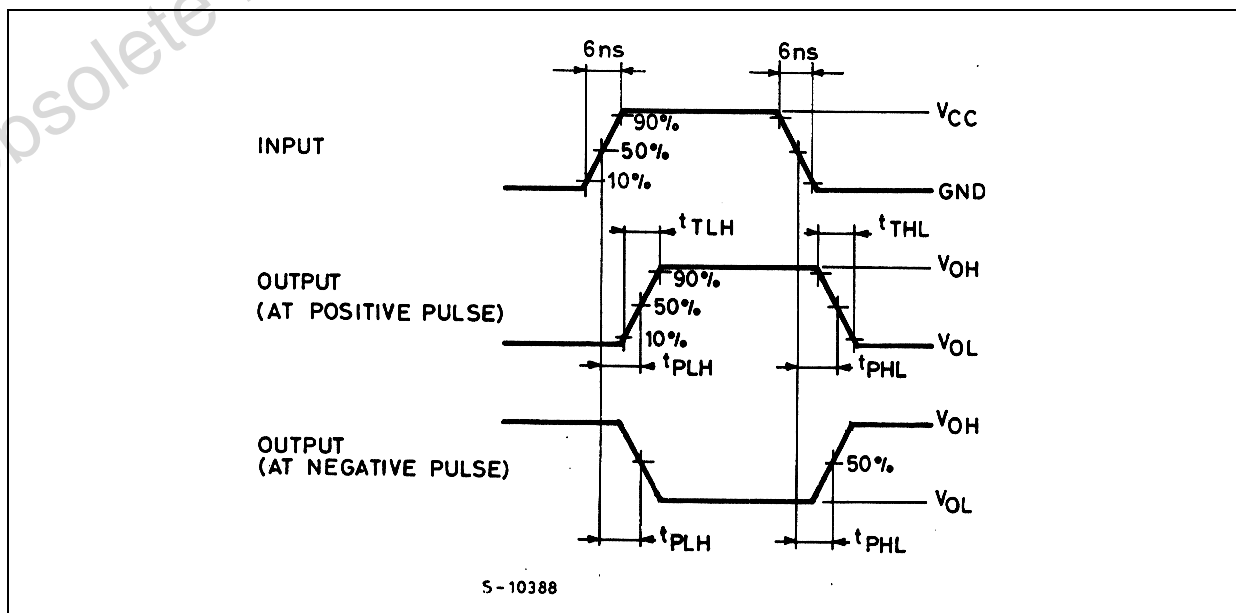 obsolete
6ns 6ns
VCC
90%
INPUT 50%
10%
GND
tTLH tTHL
VOH
OUTPUT 90%
(AT POSITIVE PULSE) 50%
10%
VOL
tPLH tPHL
VOH
OUTPUT
(AT NEGATIVE PULSE) 50%
VOL
tPLH tPHL
S-10388